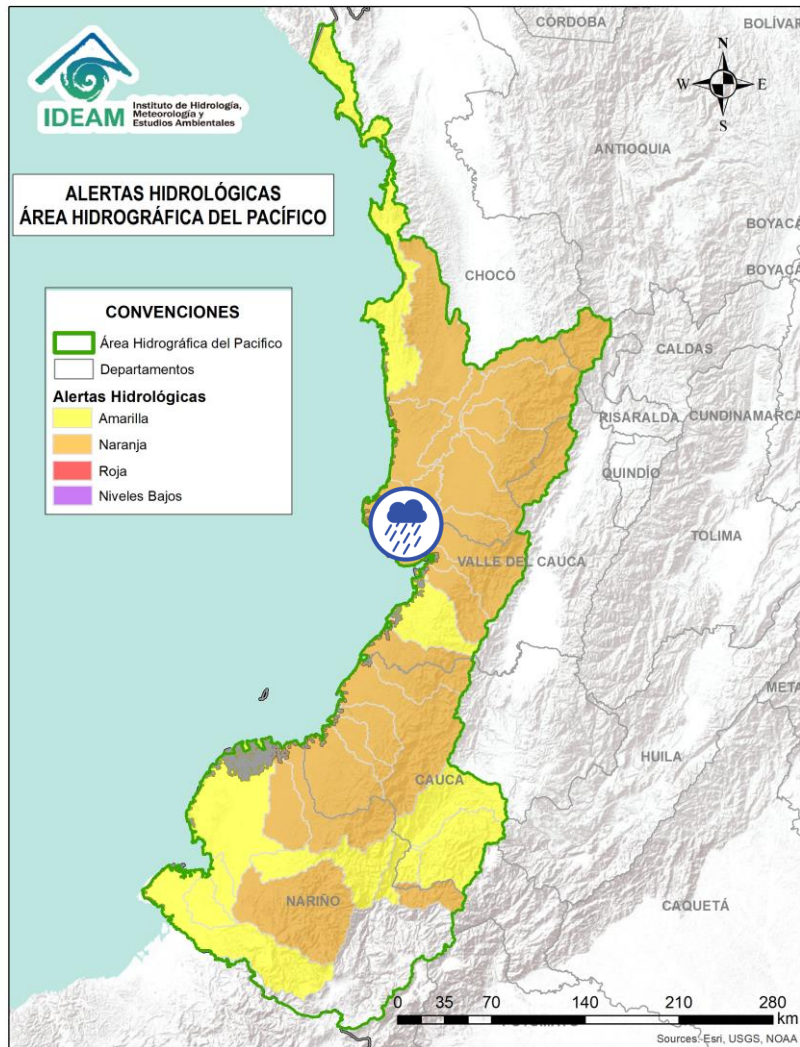 IDEAM
Instituto de Hidrología,
Meteorología y
Estudios Ambientales
ALERTAS HIDROLÓGICAS
ÁREA HIDROGRÁFICA DEL PACÍFICO
CONVENCIONES
Área Hidrográfica del Pacifico
Departamentos
Alertas Hidrológicas
Amarilla
Naranja
Roja
Niveles Bajos
CÓRDOBA
BOLÍVAR
N
W
E
S
ANTIOQUIA
BOYACÁ
CHOCÓ
BOYACÁ
CALDAS
RISARALDA
CUNDINAMARCA
QUINDÍO
TOLIMA
VALLE DEL CAUCA
META
HUILA
CAUCA
NARIÑO
CAQUETÁ
0 35 70 140 210 280
km
Sources: Esri, USGS, NOAA